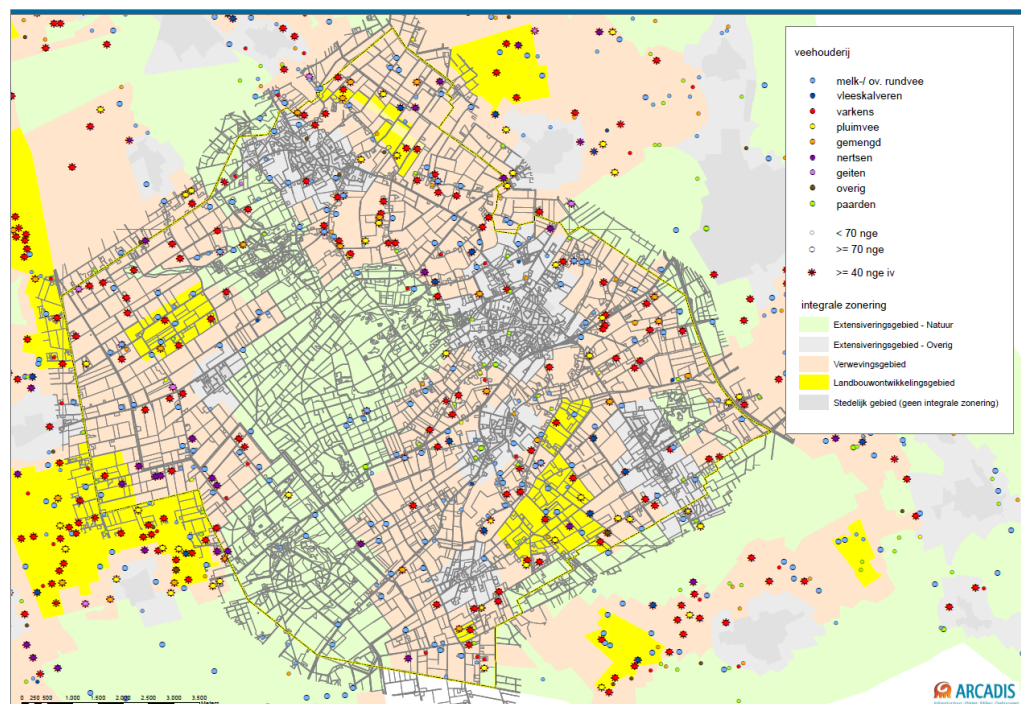 veehouderij
melk-/ ov. rundvee
vleeskalveren
varkens
pluimvee
gemengd
nertsen
geiten
overig
paarden
< 70 nge
>= 70 nge
>= 40 nge iv
integrale zonering
Extensiveringsgebied - Natuur
Extensiveringsgebied - Overig
Verwevingsgebied
Landbouwontwikkelingsgebied
Stedelijk gebied (geen integrale zonering)
0 250 500 1.000 1.500 2.000 2.500 3.000 3.500
Meters
ARCADIS